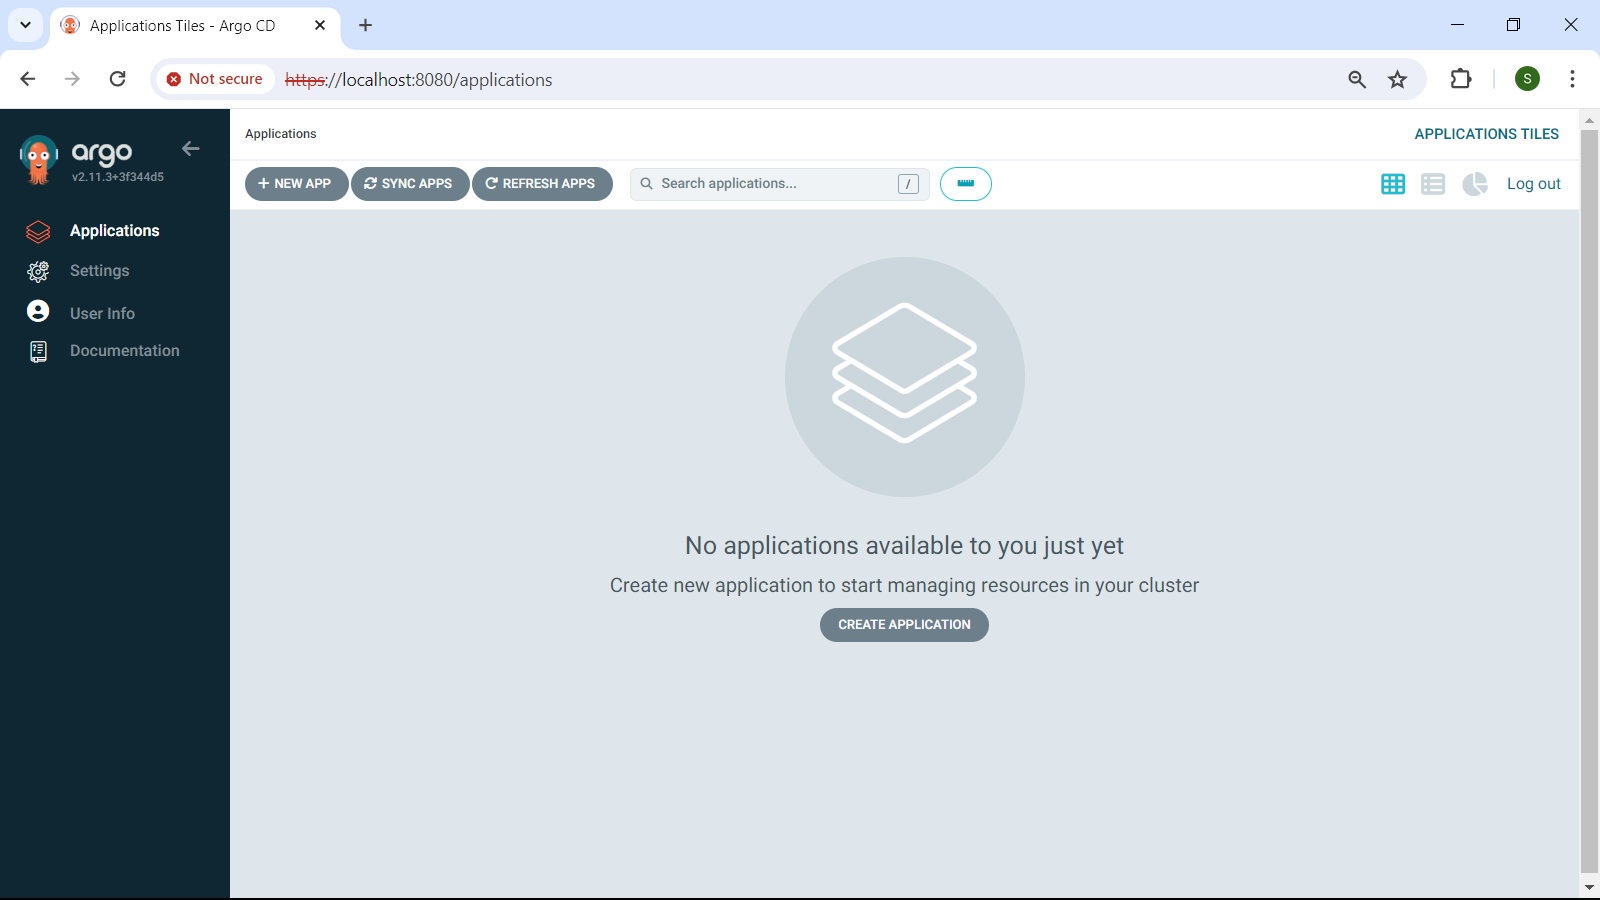 Applications Tiles - Argo CD
Not secure
https://localhost:8080/applications
S
argo
v2.11.3+3f344d5
Applications
Settings
User Info
Documentation
Applications
APPLICATIONS TILES
+ NEW APP
SYNC APPS
REFRESH APPS
Search applications...
/
Log out
No applications available to you just yet
Create new application to start managing resources in your cluster
CREATE APPLICATION